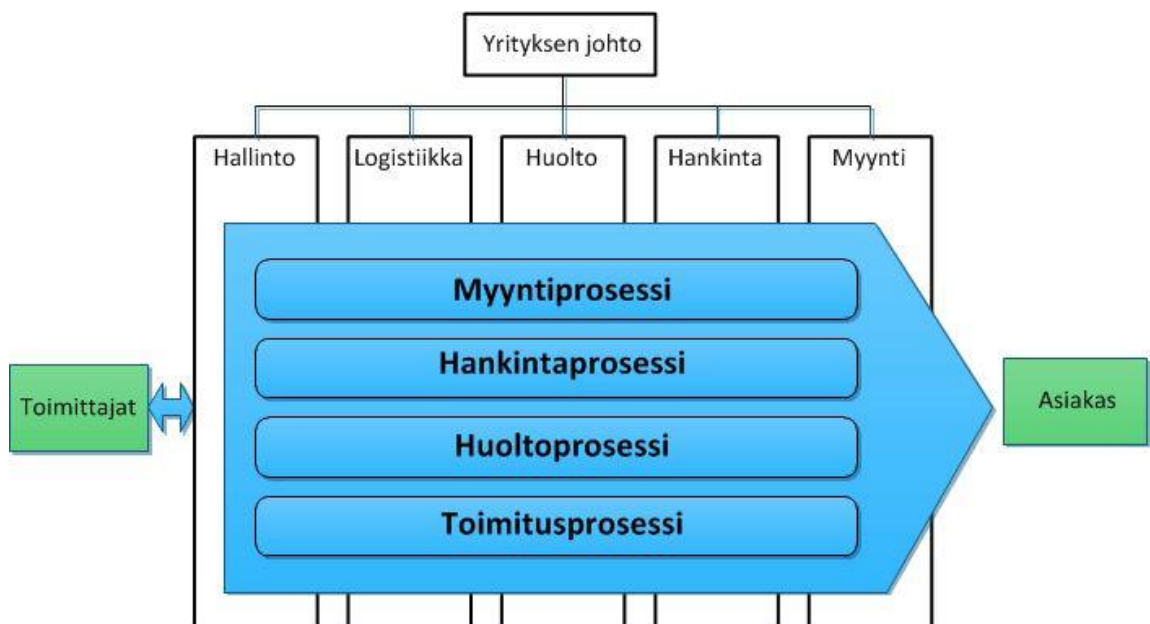 Yrityksen johto
Hallinto
Logistiikka
Huolto
Hankinta
Myynti
Myyntiprosessi
Hankintaprosessi
Toimittajat
Asiakas
Huoltoprosessi
Toimitusprosessi